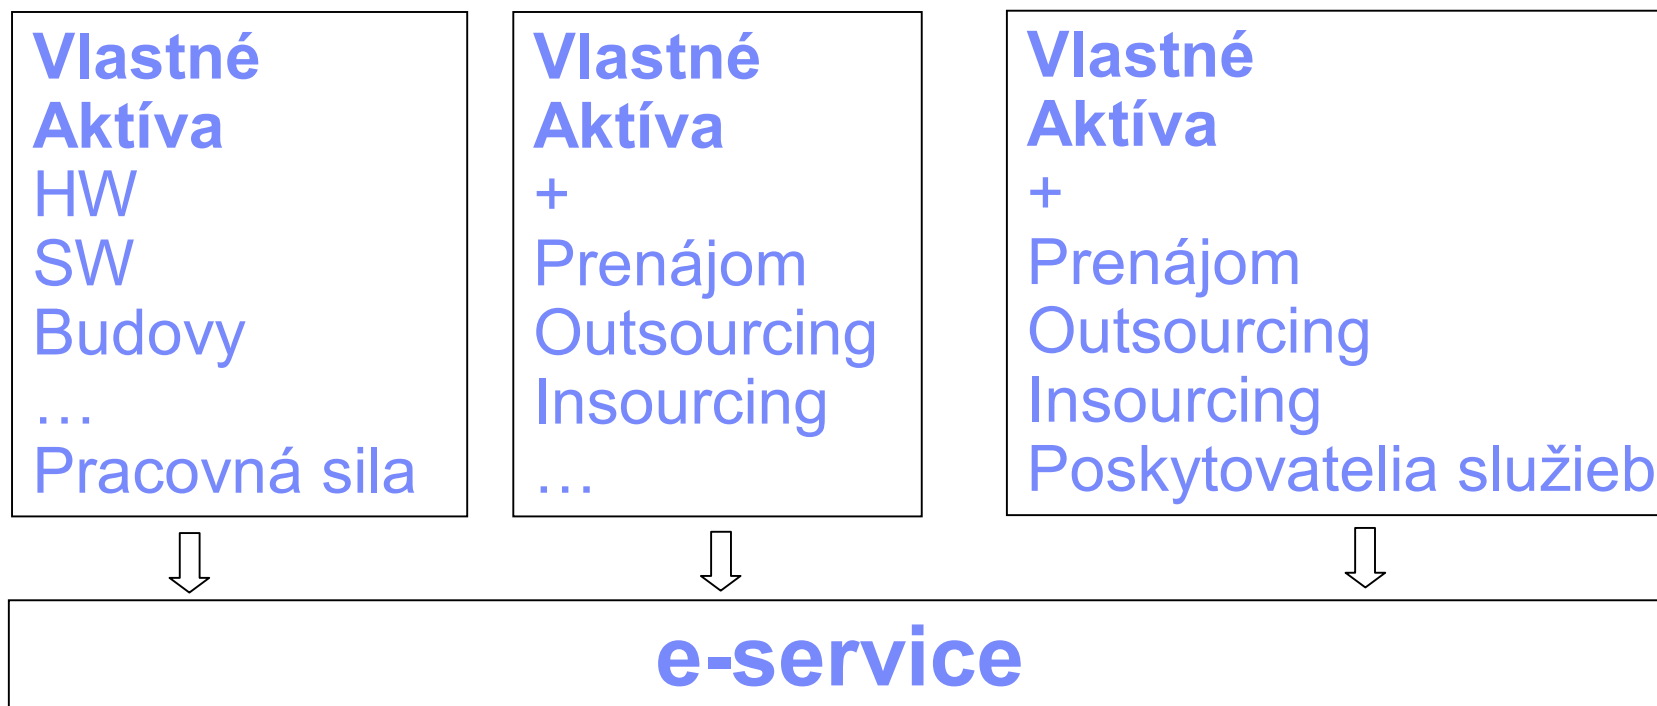 Vlastné
Aktíva
HW
SW
Budovy
…
Pracovná sila
Vlastné
Aktíva
+
Prenájom
Outsourcing
Insourcing
…
Vlastné
Aktíva
+
Prenájom
Outsourcing
Insourcing
Poskytovatelia služieb
e-service